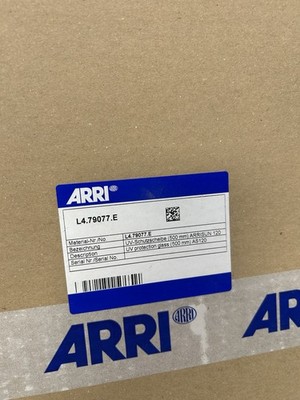 ARRI
L4.79077.E
Material-Nr./No. L4.79077.E
Bezeichnung UV-Schutzscheibe (500 mm) ARRISUN 120
Description UV protection glass (500 mm) AS120
Serial Nr./Serial No.
ARRI ARRI AR